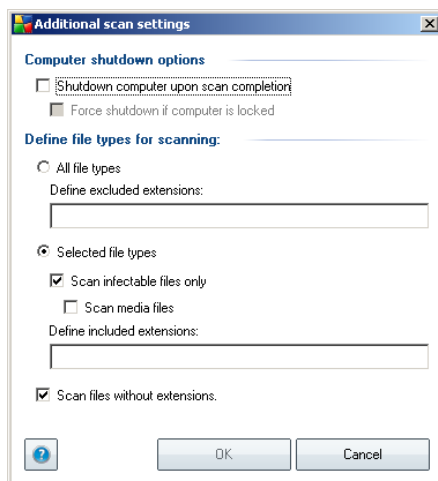 Additional scan settings
Computer shutdown options
Shutdown computer upon scan completion
Force shutdown if computer is locked
Define file types for scanning:
All file types
Define excluded extensions:
Selected file types
Scan infectable files only
Scan media files
Define included extensions:
Scan files without extensions.
? OK Cancel